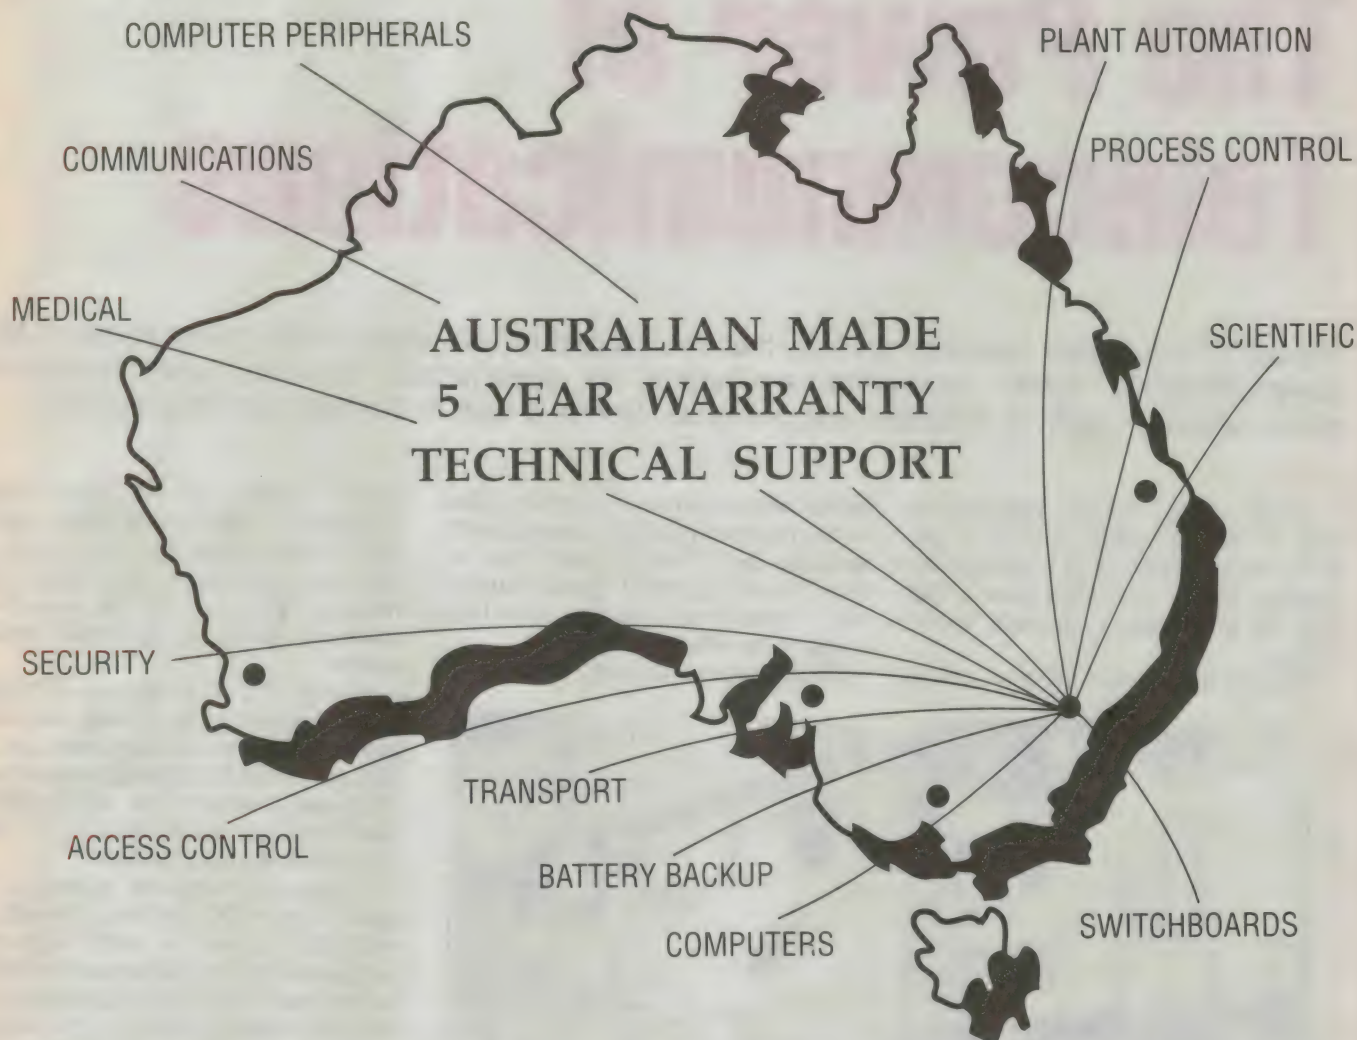 COMPUTER PERIPHERALS
PLANT AUTOMATION
COMMUNICATIONS
PROCESS CONTROL
MEDICAL
AUSTRALIAN MADE
SCIENTIFIC
5 YEAR WARRANTY
TECHNICAL SUPPORT
SECURITY
TRANSPORT
ACCESS CONTROL
BATTERY BACKUP
SWITCHBOARDS
COMPUTERS